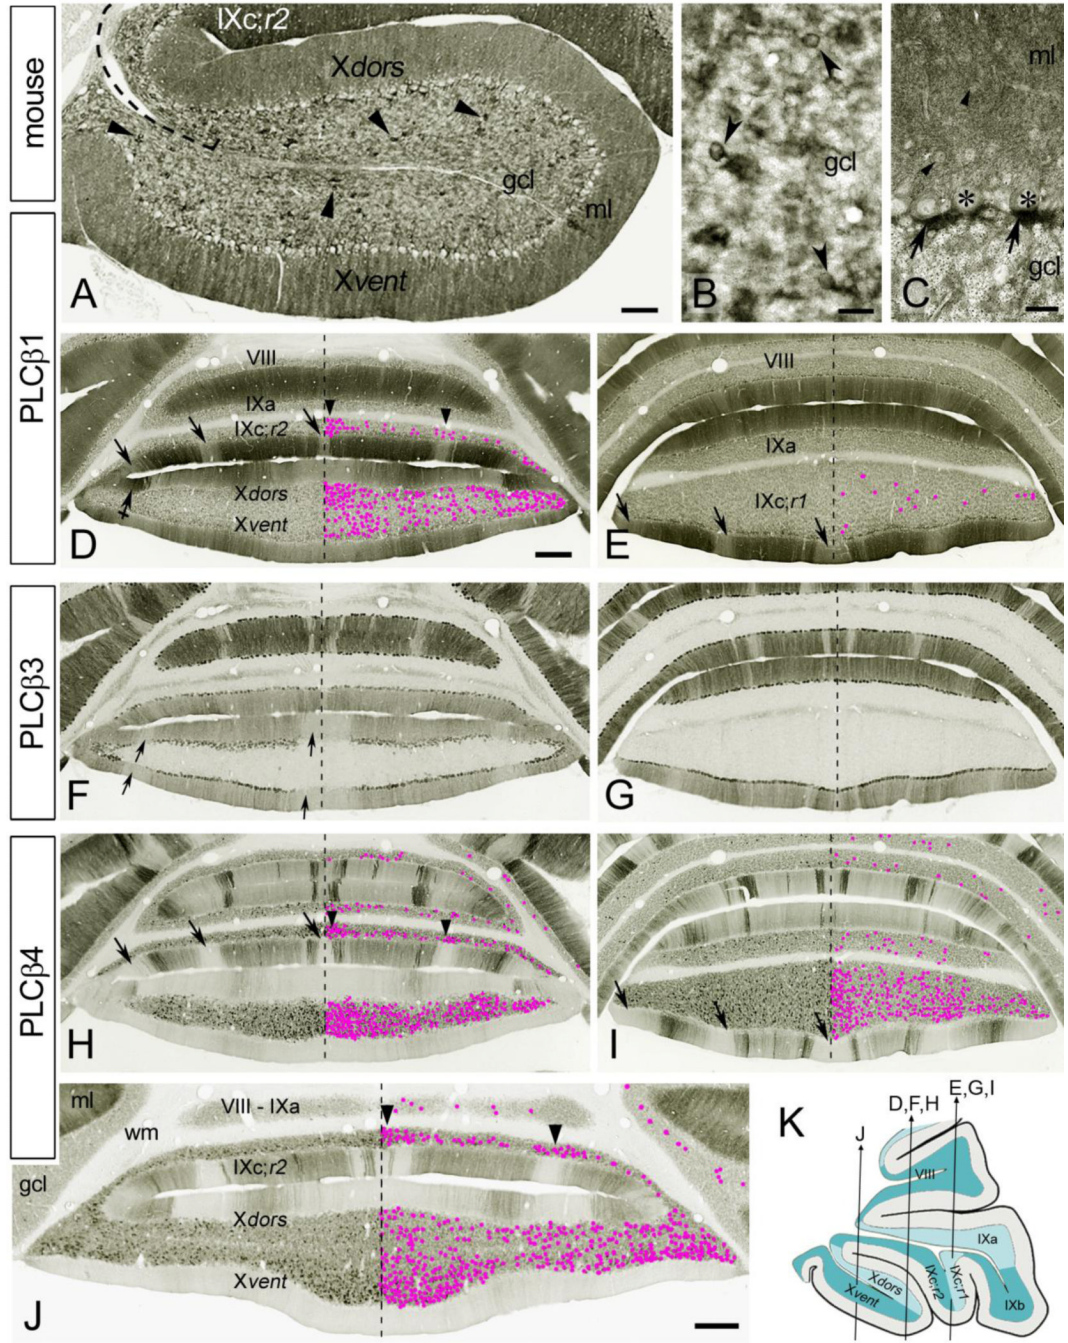 mouse
PLCβ1
PLCβ3
PLCβ4
IXc;r2
Xdors
gcl
ml
Xvent
A
gcl
B
ml
*
*
C
gcl
VIII
IXa
IXc;r2
Xdors
Xvent
D
VIII
IXa
IXc;r1
E
F
G
H
I
ml
VIII - IXa
wm
IXc;r2
gcl
Xdors
Xvent
J
K
E,G,I
D,F,H
J
VIII
IXa
IXc;r1
IXc;r2
Xdors
Xvent
IXb